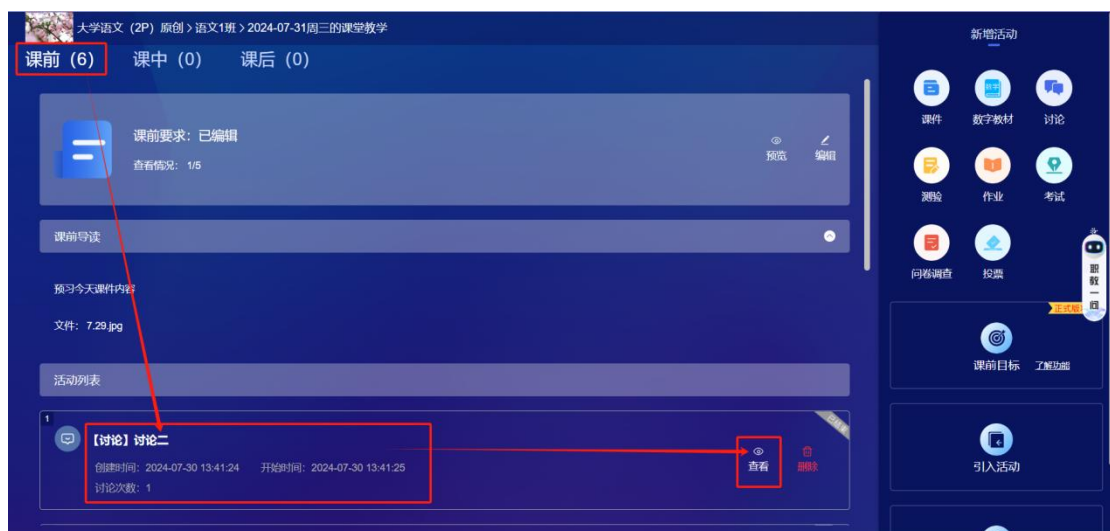 大学语文（2P）原创 > 语文1班 > 2024-07-31周三的课堂教学
课前（6） 课中（0） 课后（0）
课前要求：已编辑
查看情况：1/5
预览 编辑
课前导读
预习今天课件内容
文件：7.29.jpg
活动列表
1
【讨论】讨论二
创建时间：2024-07-30 13:41:24 开始时间：2024-07-30 13:41:25
讨论次数：1
查看 删除
已结束
新增活动
课件 数字教材 讨论
测验 作业 考试
问卷调查 投票
职教一问
正式版
课前目标 了解功能
引入活动